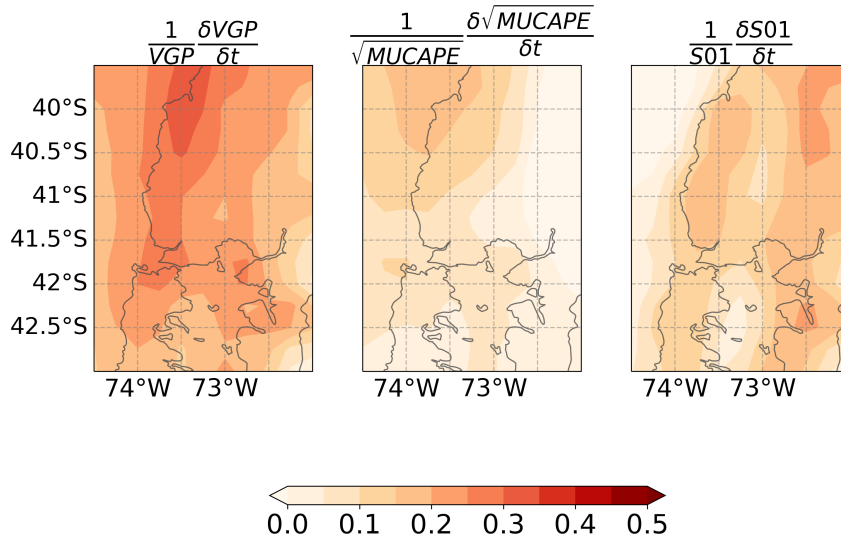 1/VGP δVGP/δt
1/√MUCAPE δ√MUCAPE/δt
1/S01 δS01/δt
40°S
40.5°S
41°S
41.5°S
42°S
42.5°S
74°W 73°W
74°W 73°W
74°W 73°W
0.0 0.1 0.2 0.3 0.4 0.5